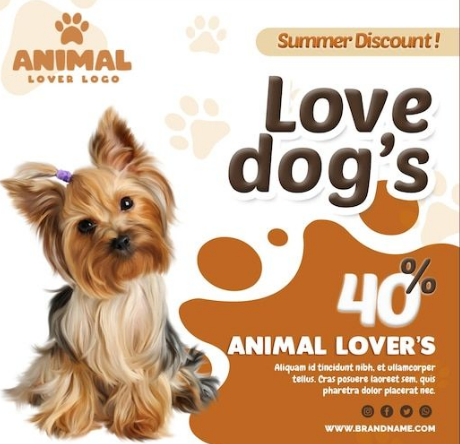 ANIMAL
LOVER LOGO
Summer Discount!
Love
dog's
40%
ANIMAL LOVER'S
Aliquam id tincidunt nibh, et ullamcorper
tellus. Cras posuere laoreet sem, quis
pharetra dolor placerat nec.
WWW.BRANDNAME.COM